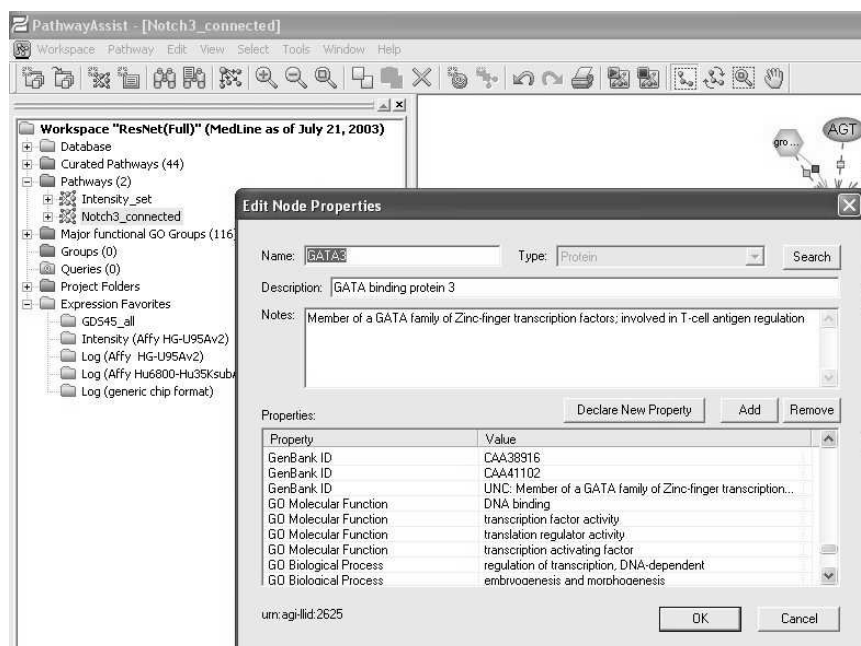 PathwayAssist - [Notch3_connected]
Workspace Pathway Edit View Select Tools Window Help
Workspace "ResNet(Full)" (MedLine as of July 21, 2003)
Database
Curated Pathways (44)
Pathways (2)
Intensity_set
Notch3_connected
Major functional GO Groups (116)
Groups (0)
Queries (0)
Project Folders
Expression Favorites
GDS45_all
Intensity (Affy HG-U95Av2)
Log (Affy HG-U95Av2)
Log (Affy Hu6800-Hu35KsubA
Log (generic chip format)
gro ...
AGT
Edit Node Properties
Name: GATA3 Type: Protein Search
Description: GATA binding protein 3
Notes: Member of a GATA family of Zinc-finger transcription factors; involved in T-cell antigen regulation
Properties: Declare New Property Add Remove
Property Value
GenBank ID CAA38916
GenBank ID CAA41102
GenBank ID UNC: Member of a GATA family of Zinc-finger transcription...
GO Molecular Function DNA binding
GO Molecular Function transcription factor activity
GO Molecular Function translation regulator activity
GO Molecular Function transcription activating factor
GO Biological Process regulation of transcription, DNA-dependent
GO Biological Process embryogenesis and morphogenesis
urn:agi-llid:2625 OK Cancel